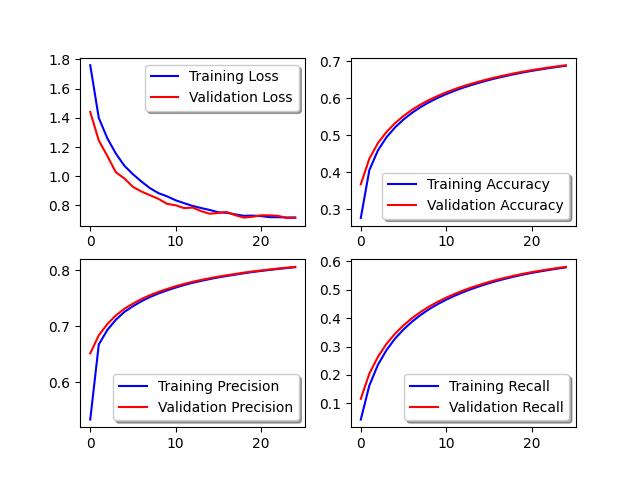 1.8
1.6
1.4
1.2
1.0
0.8
0 10 20
Training Loss
Validation Loss
0.7
0.6
0.5
0.4
0.3
0 10 20
Training Accuracy
Validation Accuracy
0.8
0.7
0.6
0 10 20
Training Precision
Validation Precision
0.6
0.5
0.4
0.3
0.2
0.1
0 10 20
Training Recall
Validation Recall